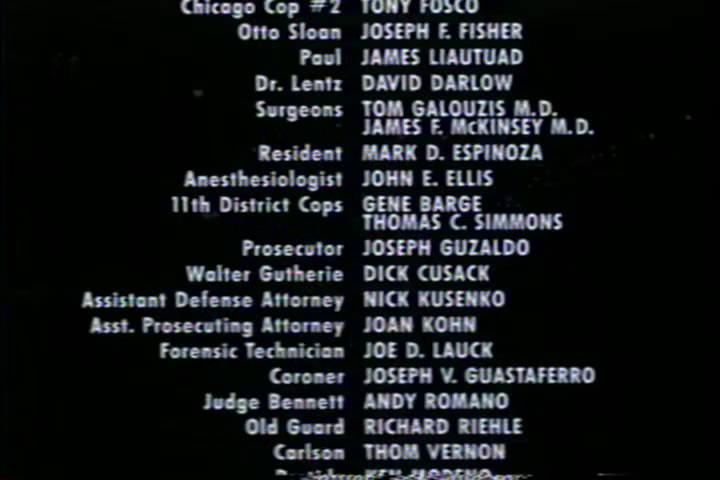 Chicago Cop #2 TONY FOSCO
Otto Sloan JOSEPH F. FISHER
Paul JAMES LIAUTUAD
Dr. Lentz DAVID DARLOW
Surgeons TOM GALOUZIS M.D.
JAMES F. McKINSEY M.D.
Resident MARK D. ESPINOZA
Anesthesiologist JOHN E. ELLIS
11th District Cops GENE BARGE
THOMAS C. SIMMONS
Prosecutor JOSEPH GUZALDO
Walter Gutherie DICK CUSACK
Assistant Defense Attorney NICK KUSENKO
Asst. Prosecuting Attorney JOAN KOHN
Forensic Technician JOE D. LAUCK
Coroner JOSEPH V. GUASTAFERRO
Judge Bennett ANDY ROMANO
Old Guard RICHARD RIEHLE
Carlson THOM VERNON